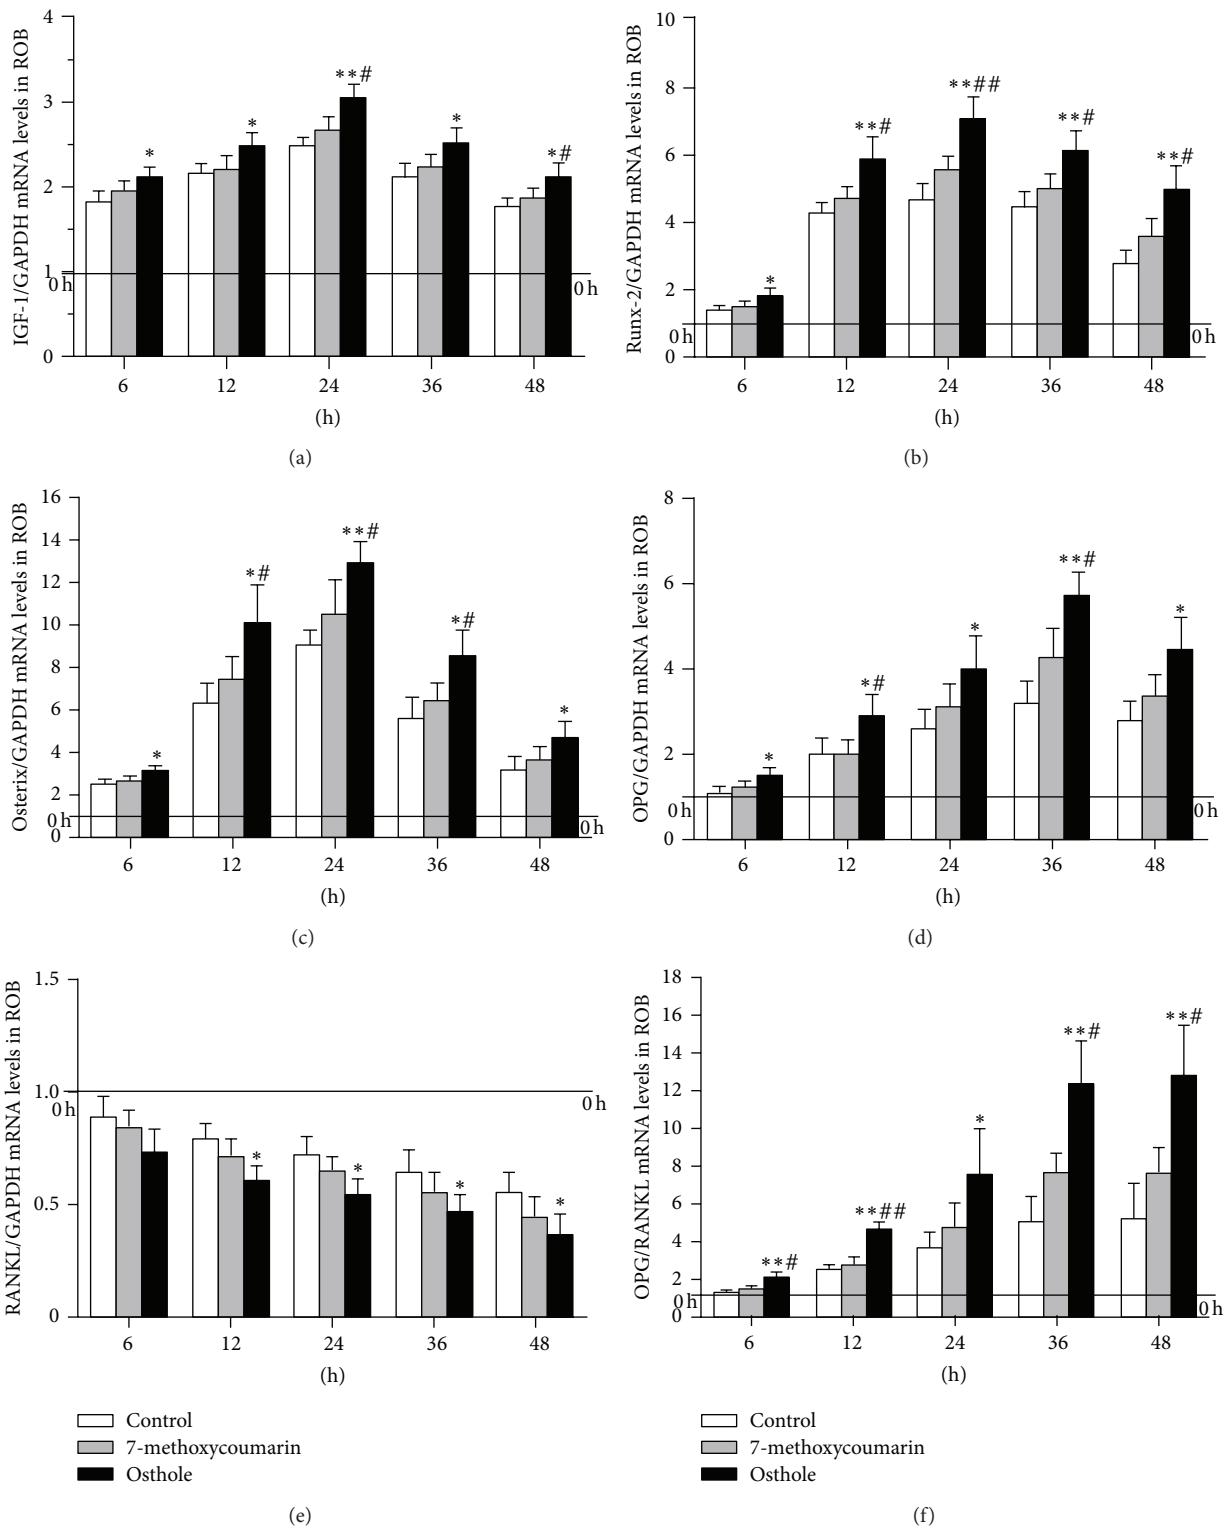 IGF-1/GAPDH mRNA levels in ROB
4
3
2
1
0
0 h
0 h
**#
*
*
*
*#
6 12 24 36 48
(h)
(a)
Runx-2/GAPDH mRNA levels in ROB
10
8
6
4
2
0
0 h
0 h
*
**#
**##
**#
**#
6 12 24 36 48
(h)
(b)
Osterix/GAPDH mRNA levels in ROB
16
14
12
10
8
6
4
2
0
0 h
0 h
*
*#
**#
*#
*
6 12 24 36 48
(h)
(c)
OPG/GAPDH mRNA levels in ROB
8
6
4
2
0
0 h
0 h
*
*#
*
**#
*
6 12 24 36 48
(h)
(d)
RANKL/GAPDH mRNA levels in ROB
1.5
1.0
0.5
0
0 h
0 h
*
*
*
*
6 12 24 36 48
(h)
Control
7-methoxycoumarin
Osthole
(e)
OPG/RANKL mRNA levels in ROB
18
16
14
12
10
8
6
4
2
0
0 h
0 h
**#
**##
*
**#
**#
6 12 24 36 48
(h)
Control
7-methoxycoumarin
Osthole
(f)